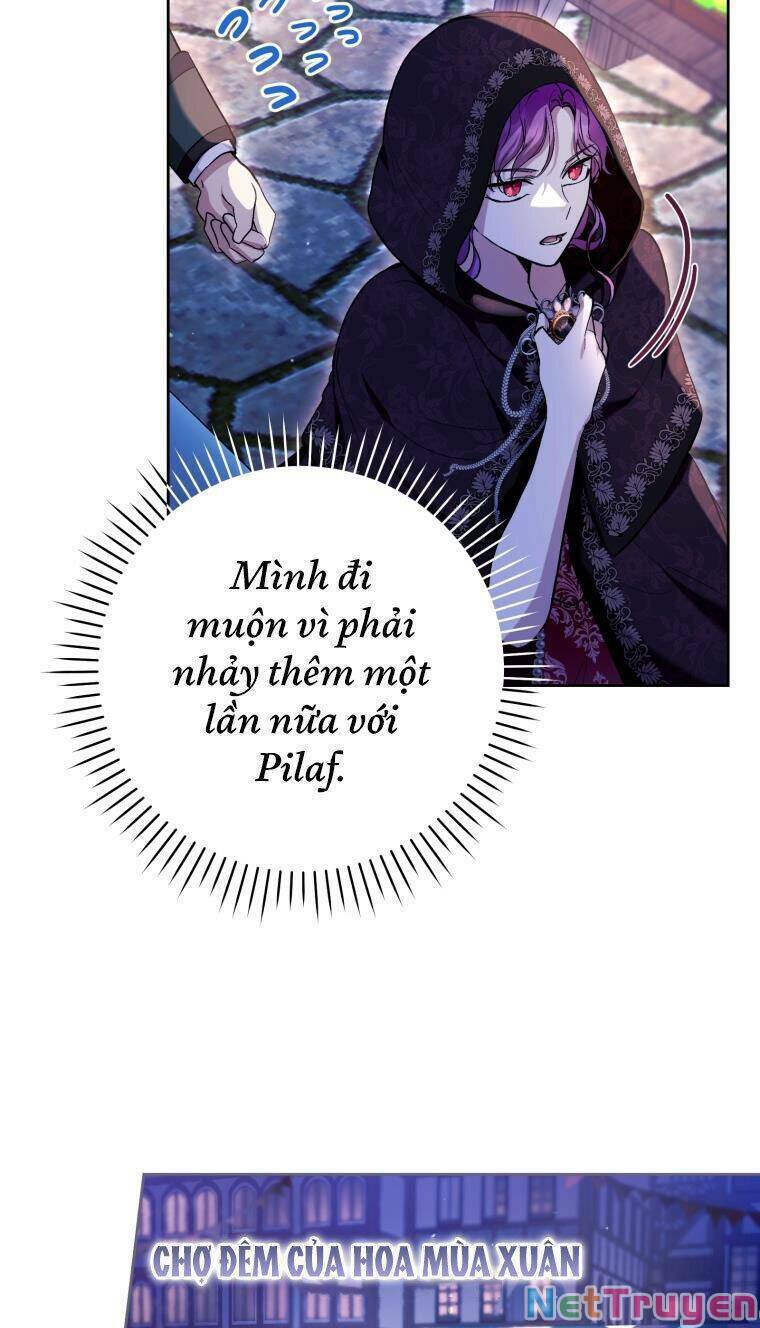 Mình đi
muộn vì phải
nhảy thêm một
lần nữa với
Pilaf.
CHỢ ĐÊM CỦA HOA MÙA XUÂN
NetTruyen